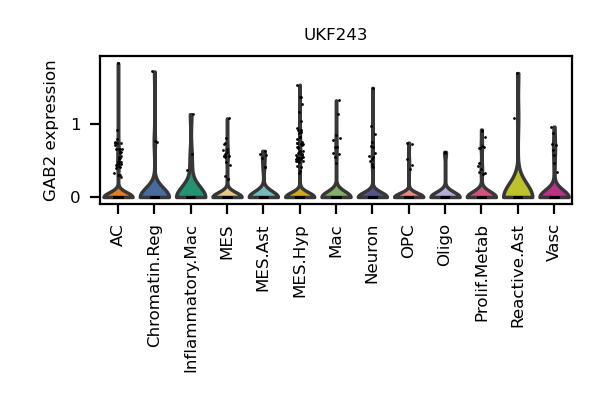 UKF243
GAB2 expression
1
0
AC
Chromatin.Reg
Inflammatory.Mac
MES
MES.Ast
MES.Hyp
Mac
Neuron
OPC
Oligo
Prolif.Metab
Reactive.Ast
Vasc